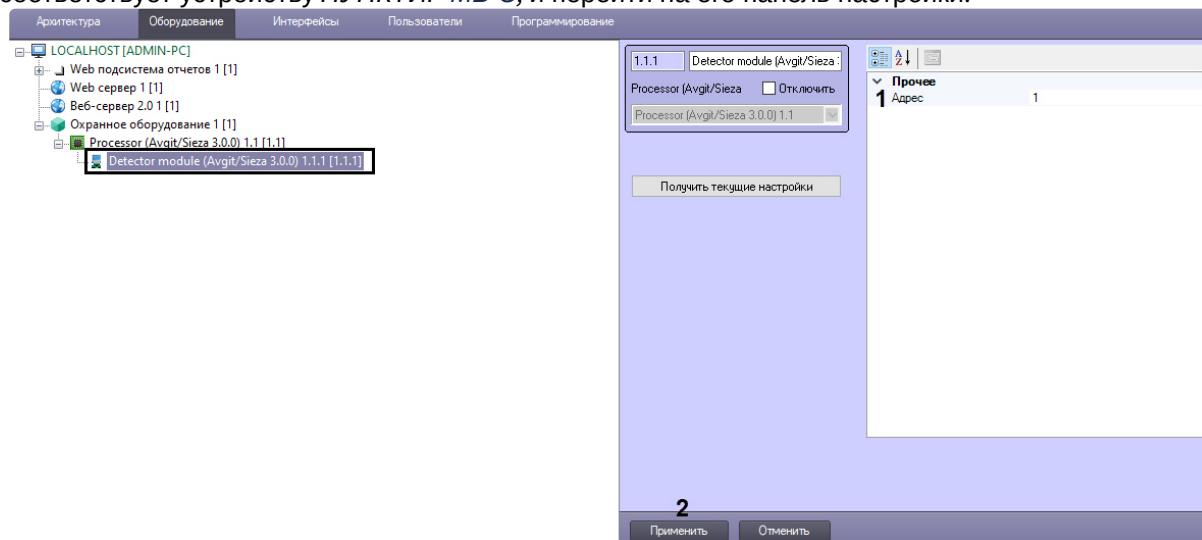 Архитектура Оборудование Интерфейсы Пользователи Программирование
LOCALHOST [ADMIN-PC]
Web подсистема отчетов 1 [1]
Web сервер 1 [1]
Веб-сервер 2.0 1 [1]
Охранное оборудование 1 [1]
Processor (Avgit/Sieza 3.0.0) 1.1 [1.1]
Detector module (Avgit/Sieza 3.0.0) 1.1.1 [1.1.1]
1.1.1 Detector module (Avgit/Sieza
Processor (Avgit/Sieza Отключить
Processor (Avgit/Sieza 3.0.0) 1.1
Получить текущие настройки
Прочее
1 Адрес 1
2
Применить Отменить